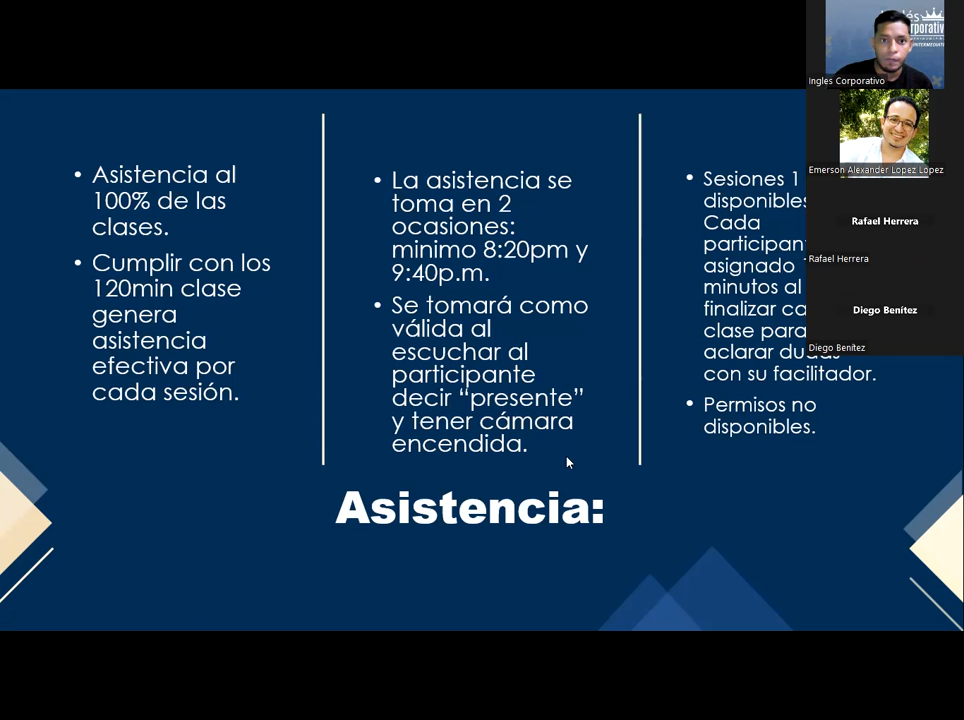 • Asistencia al
100% de las
clases.
• Cumplir con los
120min clase
genera
asistencia
efectiva por
cada sesión.
• La asistencia se
toma en 2
ocasiones:
minimo 8:20pm y
9:40p.m.
• Se tomará como
válida al
escuchar al
participante
decir “presente”
y tener cámara
encendida.
• Sesiones 1
disponibles
Cada
asignado
minutos al
finalizar
clase para
aclarar dudas
con su facilitador.
• Permisos no
disponibles.
Asistencia:
Ingles Corporativo
Emerson Alexander Lopez Lopez
Rafael Herrera
Rafael Herrera
Diego Benítez
Diego Benítez